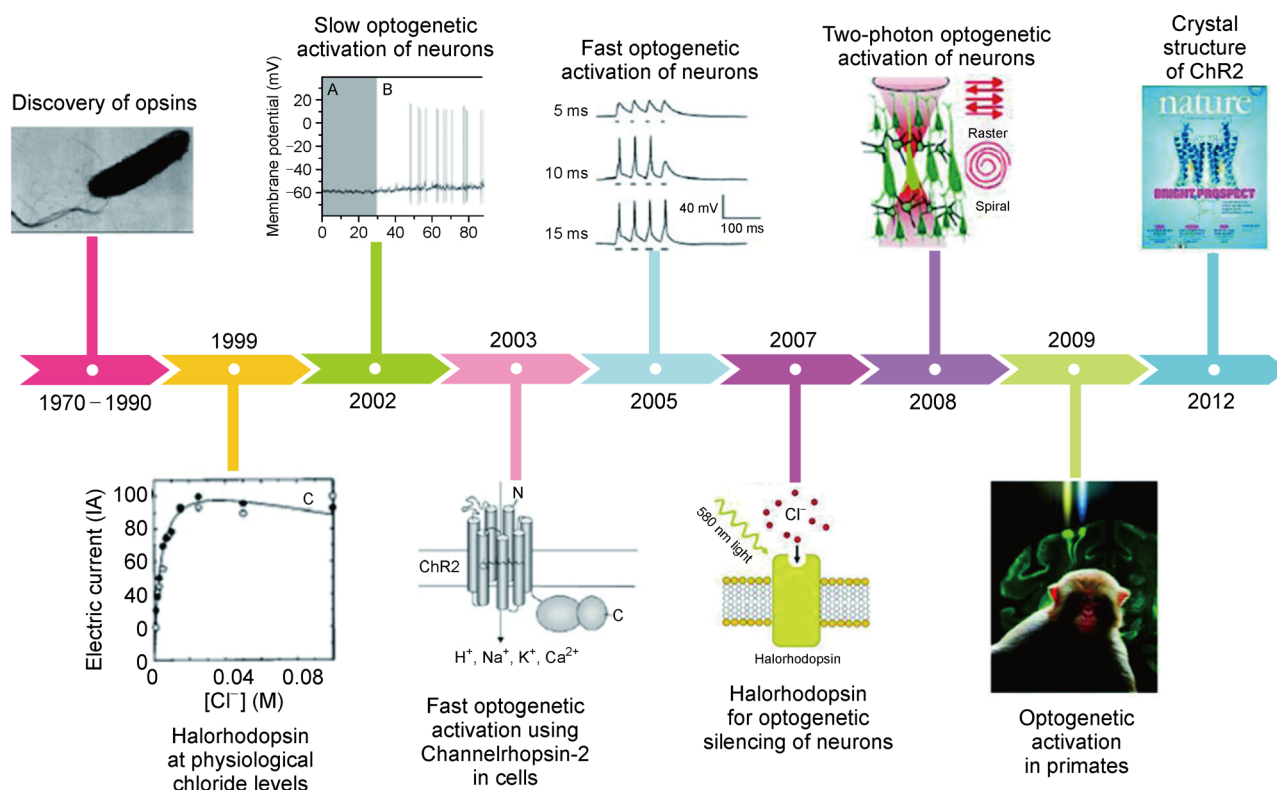 Discovery of opsins
1970–1990
1999
Electric current (IA)
100
80
60
40
0
0
0
0.04
0.08
C
[Cl⁻] (M)
Halorhodopsin
at physiological
chloride levels
Slow optogenetic
activation of neurons
Membrane potential (mV)
A
B
20
20
0
−20
−40
−60
0
20
40
60
80
2002
2003
N
ChR2
C
H⁺, Na⁺, K⁺, Ca²⁺
Fast optogenetic
activation using
Channelrhopsin-2
in cells
Fast optogenetic
activation of neurons
5 ms
10 ms
15 ms
40 mV
100 ms
2005
2007
580 nm light
Cl⁻
Halorhodopsin
Halorhodopsin
for optogenetic
silencing of neurons
Two-photon optogenetic
activation of neurons
Raster
Spiral
2008
2009
Optogenetic
activation
in primates
Crystal
structure
of ChR2
nature
BRIGHT PROSPECT
2012